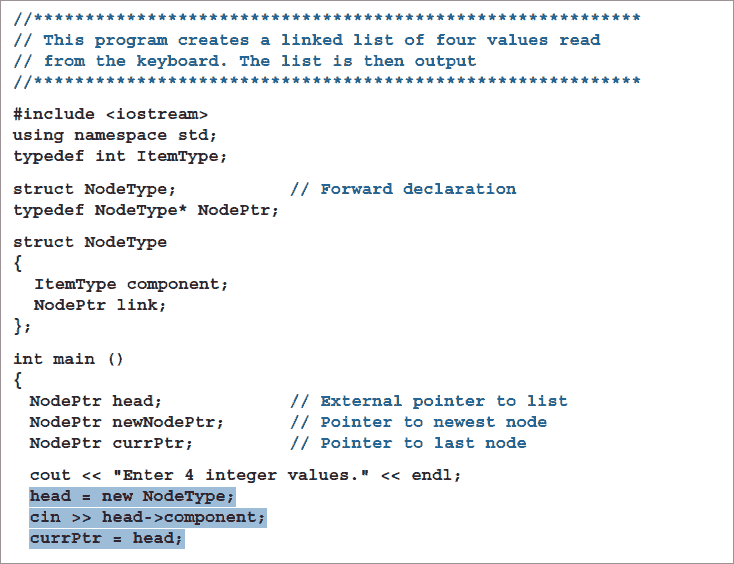 //***********************************************************
// This program creates a linked list of four values read
// from the keyboard. The list is then output
//***********************************************************
#include <iostream>
using namespace std;
typedef int ItemType;
struct NodeType;           // Forward declaration
typedef NodeType* NodePtr;
struct NodeType
{
  ItemType component;
  NodePtr link;
};
int main ()
{
  NodePtr head;            // External pointer to list
  NodePtr newNodePtr;      // Pointer to newest node
  NodePtr currPtr;         // Pointer to last node
  cout << "Enter 4 integer values." << endl;
  head = new NodeType;
  cin >> head->component;
  currPtr = head;